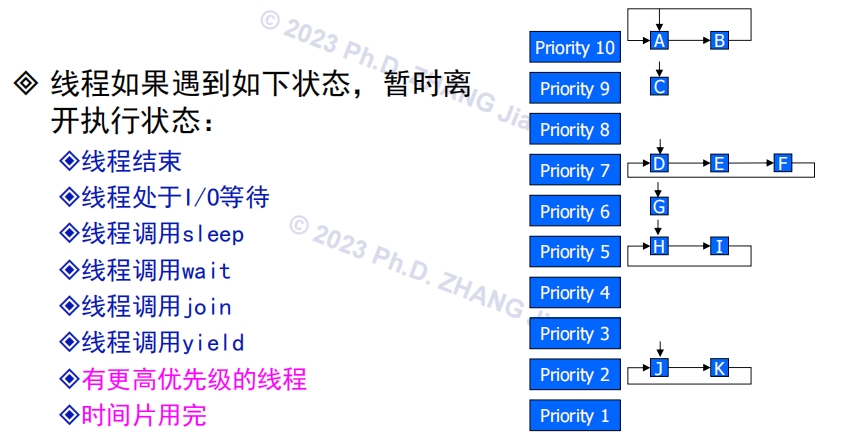 线程如果遇到如下状态，暂时离
开执行状态：
线程结束
线程处于I/O等待
线程调用sleep
线程调用wait
线程调用join
线程调用yield
有更高优先级的线程
时间片用完
Priority 10
A
B
Priority 9
C
Priority 8
Priority 7
D
E
F
Priority 6
G
Priority 5
H
I
Priority 4
Priority 3
Priority 2
J
K
Priority 1
© 2023 Ph.D. ZHANG Jia
© 2023 Ph.D. ZHANG